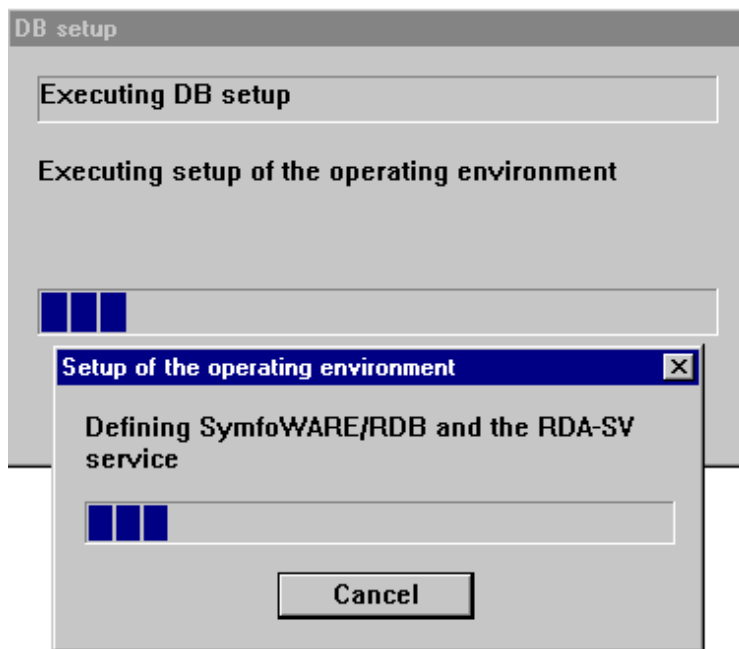 DB setup
Executing DB setup
Executing setup of the operating environment
Setup of the operating environment
Defining SymfoWARE/RDB and the RDA-SV
service
Cancel